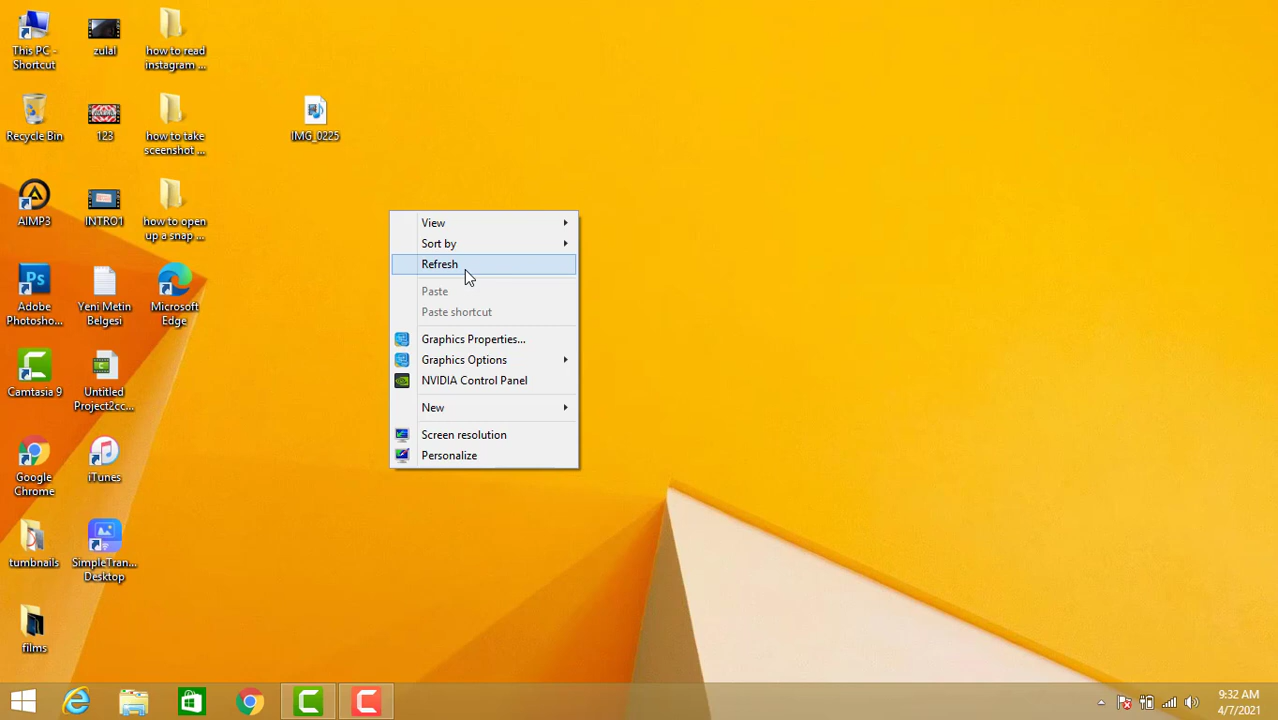 This PC -
Shortcut
zulal
how to read
instagram ...
Recycle Bin
123
how to take
sceenshot ...
IMG_0225
AIMP3
INTRO1
how to open
up a snap ...
Adobe
Photosho...
Yeni Metin
Belgesi
Microsoft
Edge
Camtasia 9
Untitled
Project2cc...
Google
Chrome
iTunes
tumbnails
SimpleTran...
Desktop
films
View
Sort by
Refresh
Paste
Paste shortcut
Graphics Properties...
Graphics Options
NVIDIA Control Panel
New
Screen resolution
Personalize
9:32 AM
4/7/2021